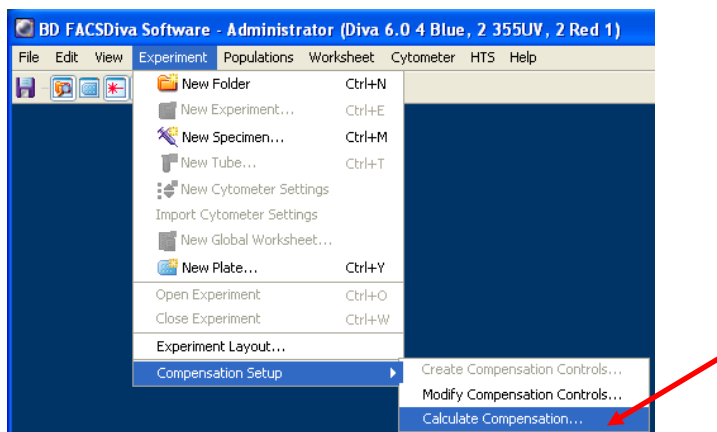 BD FACSDiva Software - Administrator (Diva 6.0 4 Blue, 2 355UV, 2 Red 1)
File Edit View Experiment Populations Worksheet Cytometer HTS Help
New Folder Ctrl+N
New Experiment... Ctrl+E
New Specimen... Ctrl+M
New Tube... Ctrl+T
New Cytometer Settings
Import Cytometer Settings
New Global Worksheet...
New Plate... Ctrl+Y
Open Experiment Ctrl+O
Close Experiment Ctrl+W
Experiment Layout...
Compensation Setup
Create Compensation Controls...
Modify Compensation Controls...
Calculate Compensation...